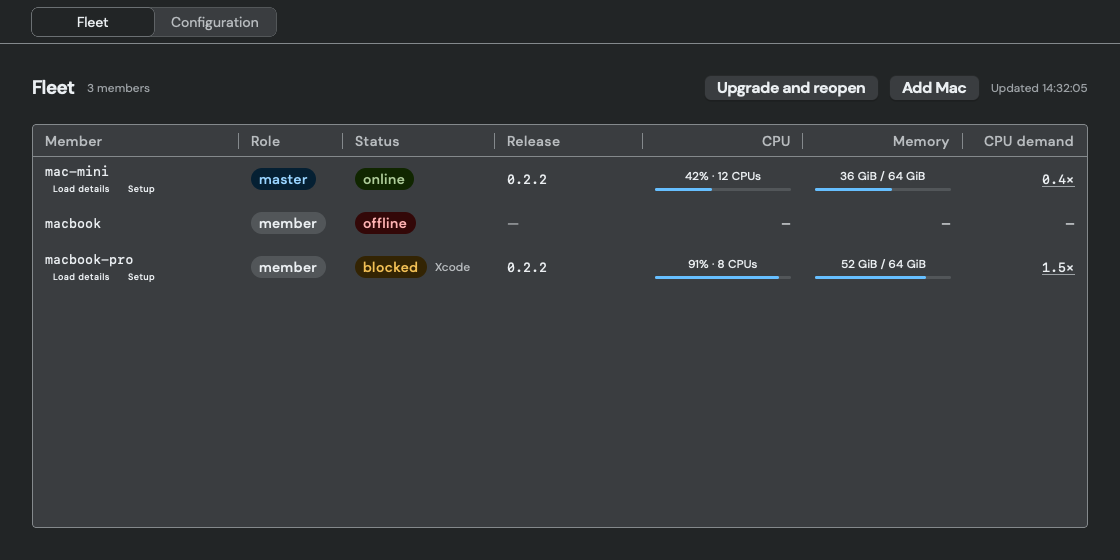 Fleet Configuration
Fleet 3 members Upgrade and reopen Add Mac Updated 14:32:05
Member Role Status Release CPU Memory CPU demand
mac-mini master online 0.2.2 42% · 12 CPUs 36 GiB / 64 GiB 0.4×
Load details Setup
macbook member offline — — — —
macbook-pro member blocked Xcode 0.2.2 91% · 8 CPUs 52 GiB / 64 GiB 1.5×
Load details Setup